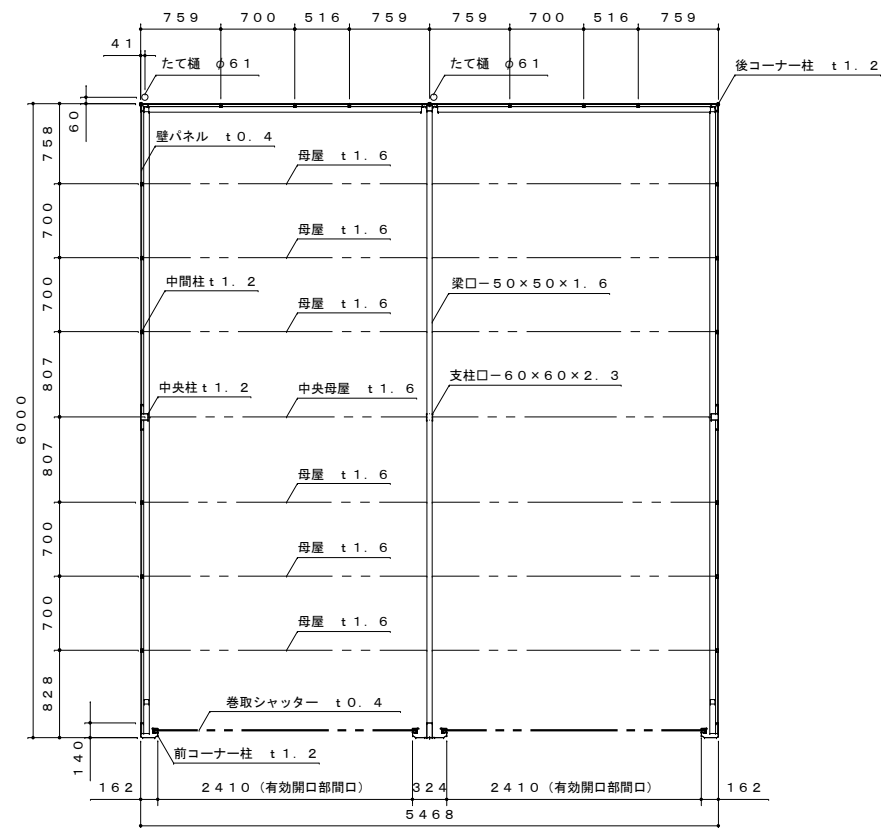 759 700 516 759 759 700 516 759
41
たて樋 φ61
たて樋 φ61
後コーナー柱 t1.2
60
758
壁パネル t0.4
母屋 t1.6
700
母屋 t1.6
700
中間柱t1.2
母屋 t1.6
梁口-50×50×1.6
807
中央柱t1.2
中央母屋 t1.6
支柱口-60×60×2.3
6000
807
母屋 t1.6
700
母屋 t1.6
700
母屋 t1.6
828
巻取シャッター t0.4
140
前コーナー柱 t1.2
162 2410(有効開口部間口) 324 2410(有効開口部間口) 162
5468